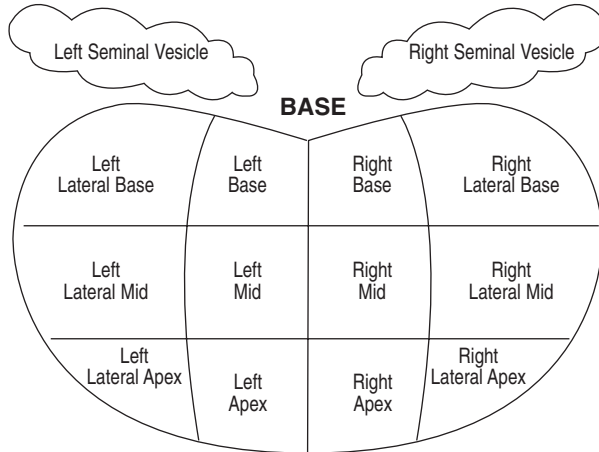 Left Seminal Vesicle
Right Seminal Vesicle
BASE
Left
Lateral Base
Left
Base
Right
Base
Right
Lateral Base
Left
Lateral Mid
Left
Mid
Right
Mid
Right
Lateral Mid
Left
Lateral Apex
Left
Apex
Right
Apex
Right
Lateral Apex